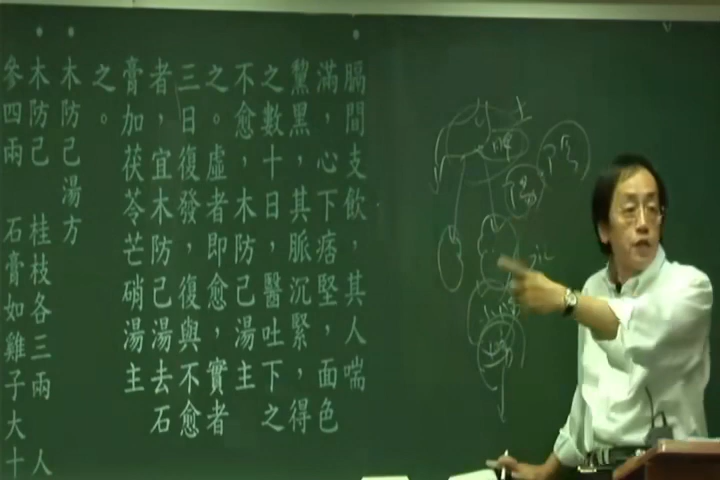 膈間支飲，其人喘
滿，心下痞堅，面色
黧黑，其脈沉緊，得
之數十日，醫吐下之
不愈，木防己湯主
之。虛者即愈，實者
三日復發，復與不愈
者，宜木防己湯去石
膏加茯苓芒硝湯主
之。
木防己湯方
木防己 桂枝各三兩 人
參四兩 石膏如雞子大十
脾
陽
陰